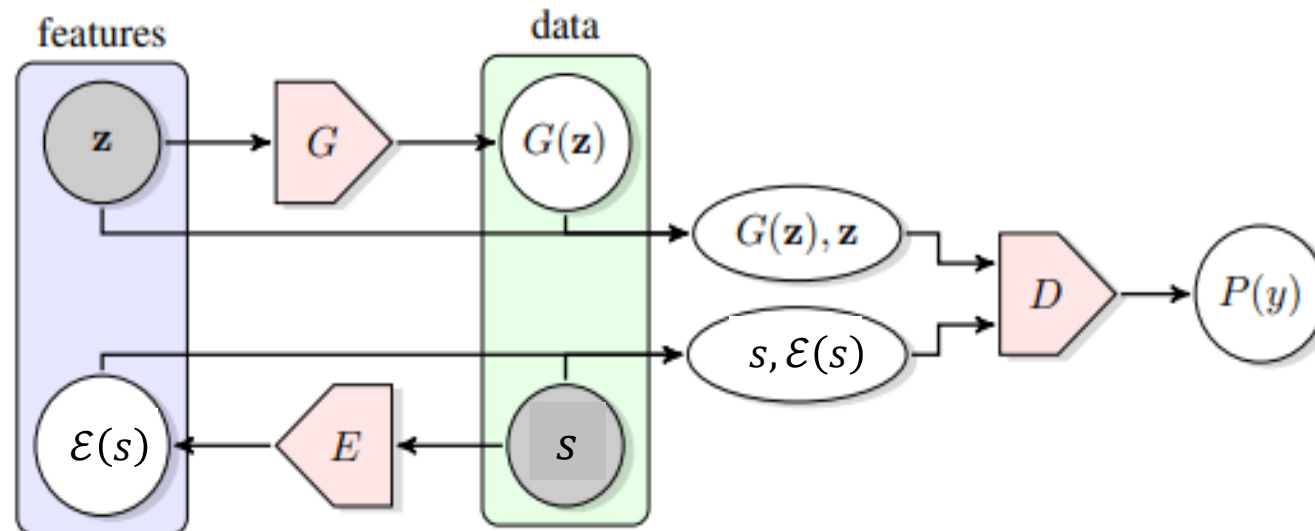 features
data
z
G
G(z)
G(z), z
D
P(y)
s, ℰ(s)
ℰ(s)
E
s